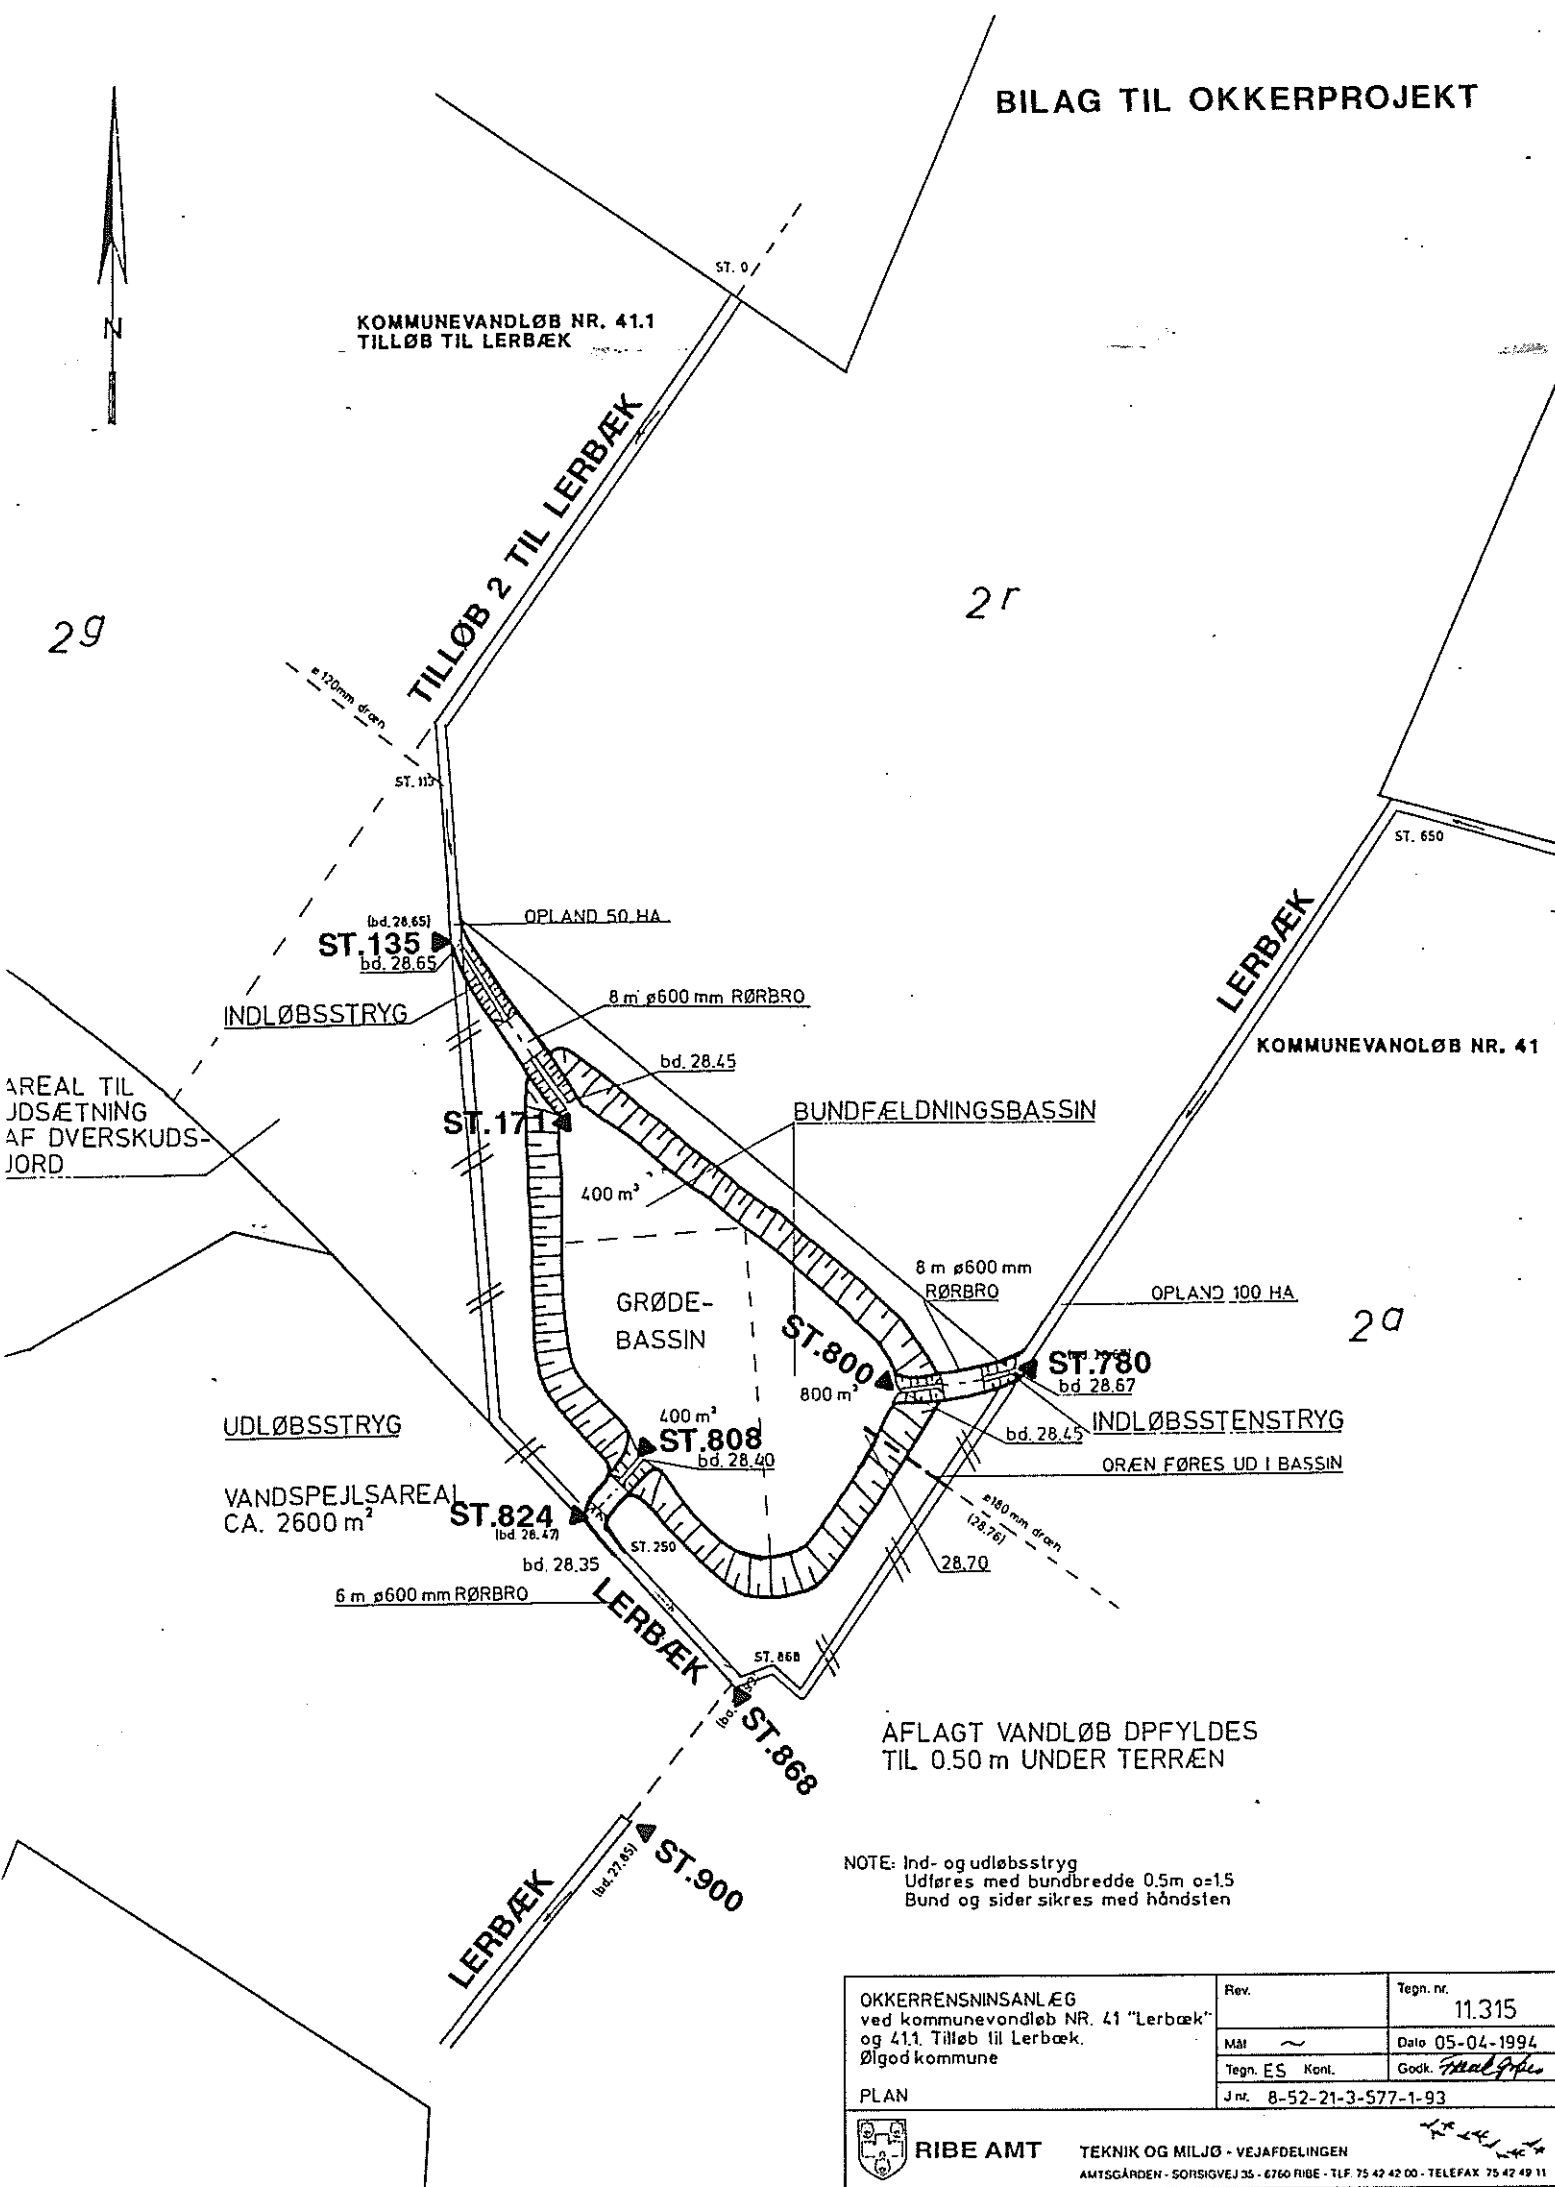 BILAG TIL OKKERPROJEKT
N
ST. 0
KOMMUNEVANDLØB NR. 41.1
TILLØB TIL LERBÆK
TILLØB 2 TIL LERBÆK
2g
2r
ø120mm dræn
ST. 113
ST. 650
(bd. 28.65)
OPLAND 50 HA
ST.135
bd. 28.65
LERBÆK
INDLØBSSTRYG
8 m ø600 mm RØRBRO
KOMMUNEVANDLØB NR. 41
bd. 28.45
AREAL TIL
UDSÆTNING
AF OVERSKUDS-
JORD
BUNDFÆLDNINGSBASSIN
ST.171
400 m³
8 m ø600 mm
RØRBRO
OPLAND 100 HA
GRØDE-
BASSIN
2a
ST.800
ST.780
800 m³
bd 28.67
UDLØBSSTRYG
400 m²
INDLØBSSTENSTRYG
ST.808
bd. 28.45
bd. 28.40
DRÆN FØRES UD I BASSIN
VANDSPEJLSAREAL
CA. 2600 m²
ST.824
(bd. 28.47)
ø180 mm dræn
(28.76)
ST. 250
bd. 28.35
28.70
6 m ø600 mm RØRBRO
LERBÆK
ST. 868
ST.868
AFLAGT VANDLØB OPFYLDES
TIL 0.50 m UNDER TERRÆN
ST.900
(bd. 27.85)
LERBÆK
NOTE: Ind- og udløbsstryg
Udføres med bundbredde 0.5m a=1.5
Bund og sider sikres med håndsten
OKKERRENSNINSANLÆG
ved kommunevandløb NR. 41 "Lerbæk"
og 41.1. Tilløb til Lerbæk.
Ølgod kommune
PLAN
Rev.
Tegn. nr.
11.315
Mål ~
Dato 05-04-1994
Tegn. ES Kont.
Godk.
J nr. 8-52-21-3-577-1-93
RIBE AMT
TEKNIK OG MILJØ - VEJAFDELINGEN
AMTSGÅRDEN - SORSIGVEJ 35 - 6760 RIBE - TLF. 75 42 42 00 - TELEFAX 75 42 49 11